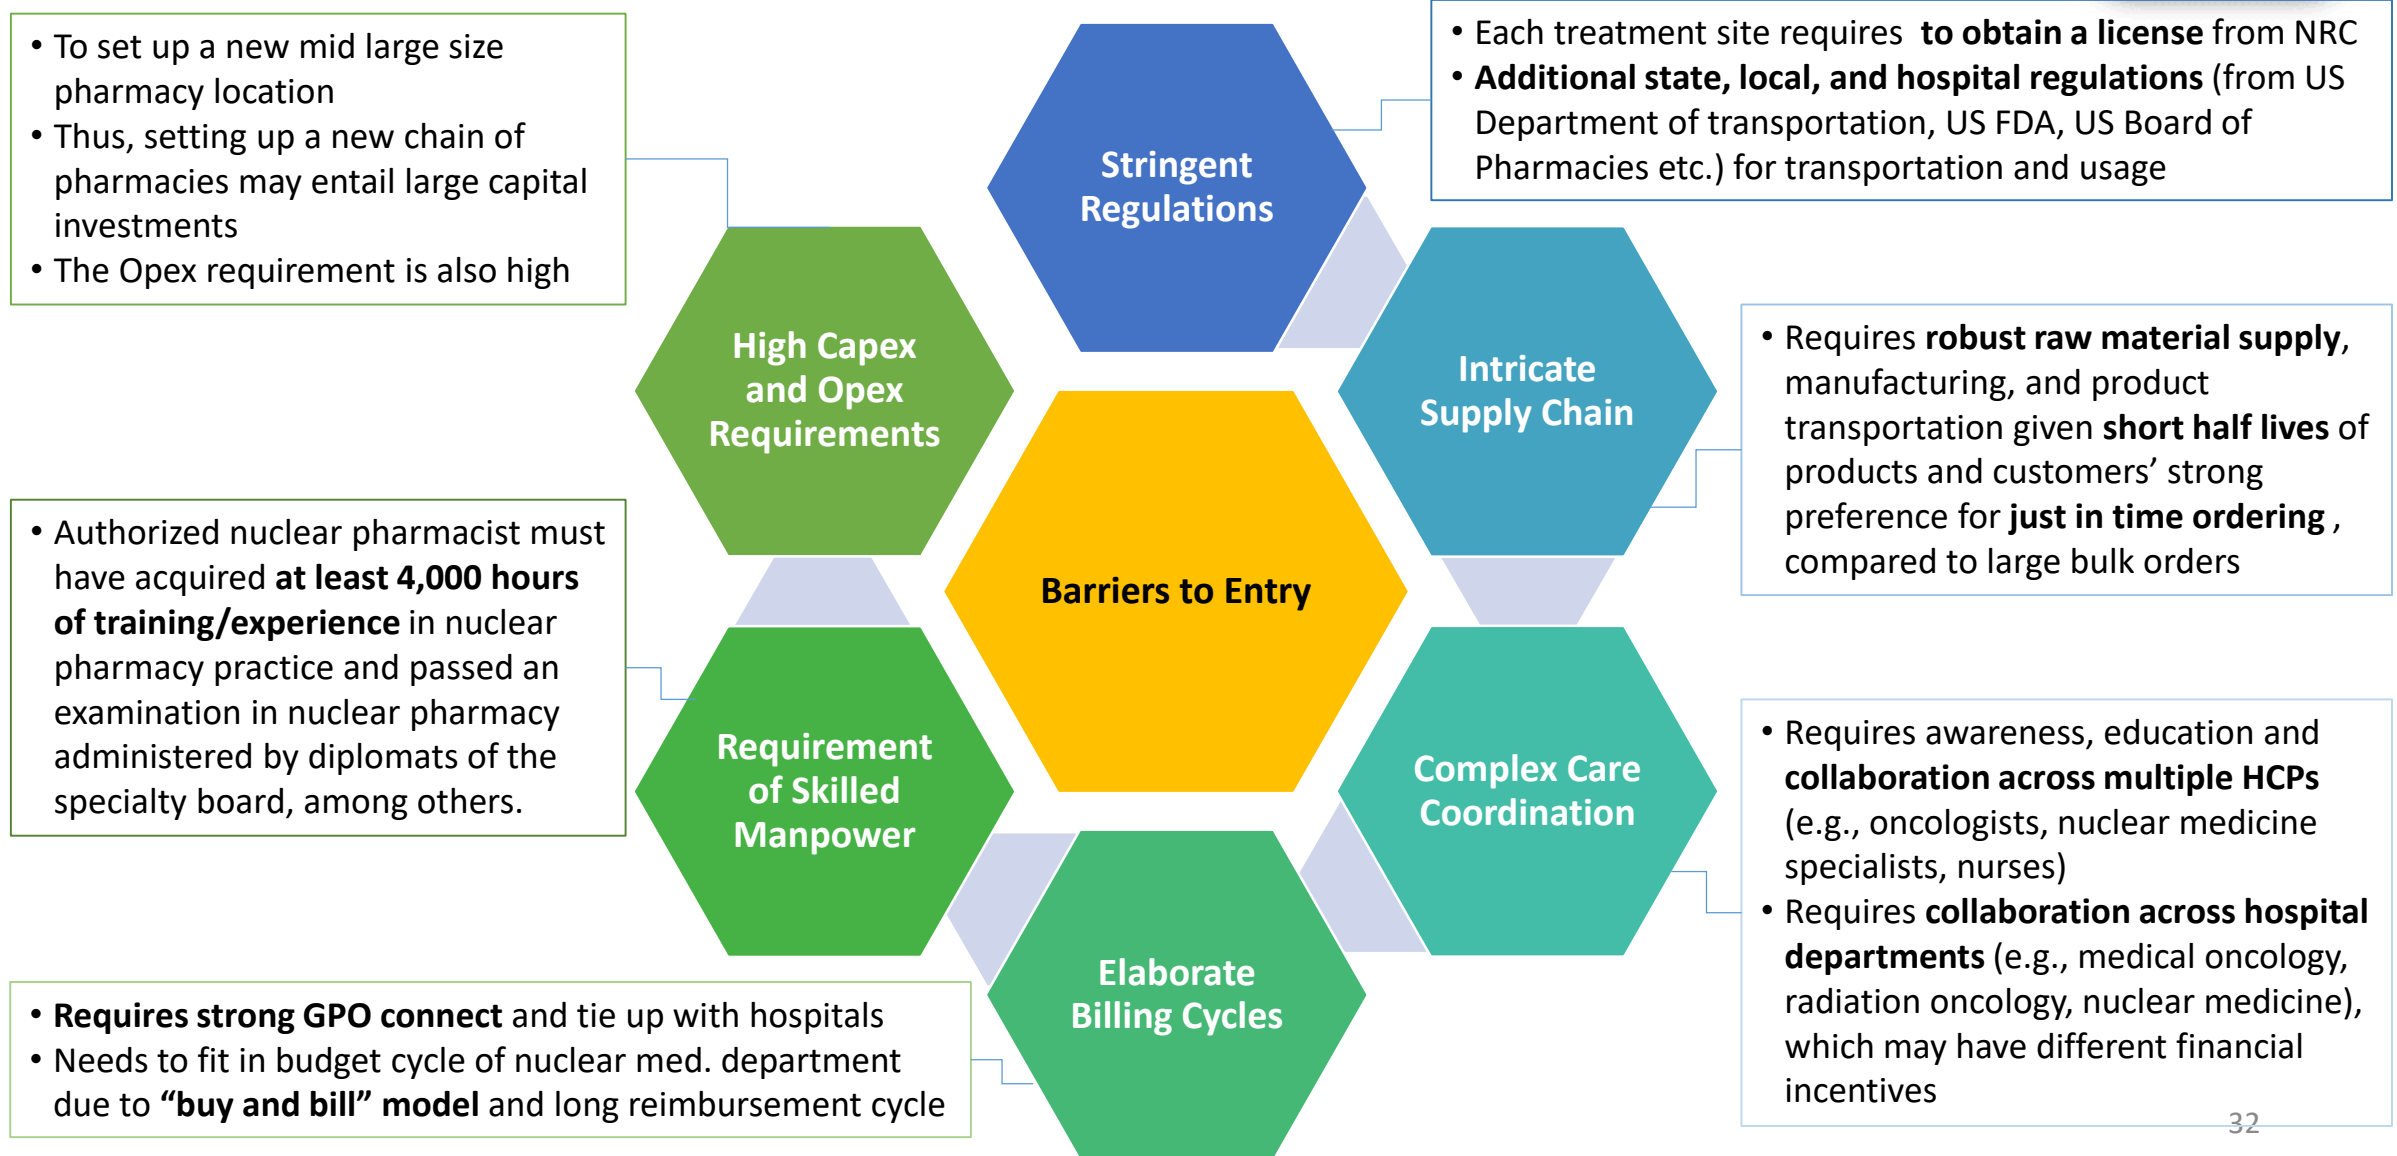 • To set up a new mid large size
pharmacy location
• Thus, setting up a new chain of
pharmacies may entail large capital
investments
• The Opex requirement is also high
Stringent
Regulations
• Each treatment site requires to obtain a license from NRC
• Additional state, local, and hospital regulations (from US
Department of transportation, US FDA, US Board of
Pharmacies etc.) for transportation and usage
High Capex
and Opex
Requirements
Intricate
Supply Chain
• Requires robust raw material supply,
manufacturing, and product
transportation given short half lives of
products and customers’ strong
preference for just in time ordering ,
compared to large bulk orders
Barriers to Entry
• Authorized nuclear pharmacist must
have acquired at least 4,000 hours
of training/experience in nuclear
pharmacy practice and passed an
examination in nuclear pharmacy
administered by diplomats of the
specialty board, among others.
Requirement
of Skilled
Manpower
Complex Care
Coordination
• Requires awareness, education and
collaboration across multiple HCPs
(e.g., oncologists, nuclear medicine
specialists, nurses)
• Requires collaboration across hospital
departments (e.g., medical oncology,
radiation oncology, nuclear medicine),
which may have different financial
incentives
Elaborate
Billing Cycles
• Requires strong GPO connect and tie up with hospitals
• Needs to fit in budget cycle of nuclear med. department
due to “buy and bill” model and long reimbursement cycle
32